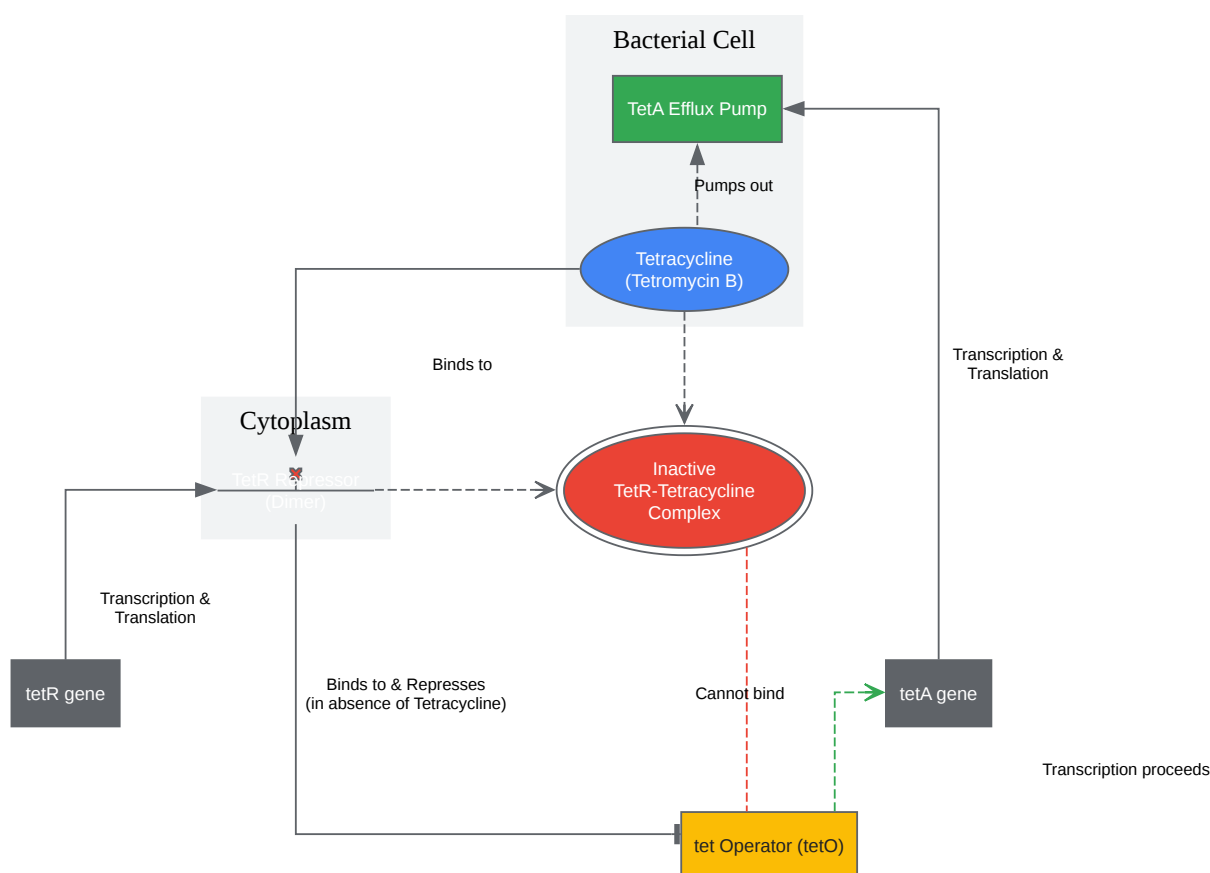 Bacterial Cell
TetA Efflux Pump
Pumps out
Tetracycline
(Tetromycin B)
Binds to
Transcription &
Translation
Cytoplasm
TetR Repressor
(Dimer)
Inactive
TetR-Tetracycline
Complex
Transcription &
Translation
tetR gene
Binds to & Represses
(in absence of Tetracycline)
Cannot bind
tetA gene
Transcription proceeds
tet Operator (tetO)